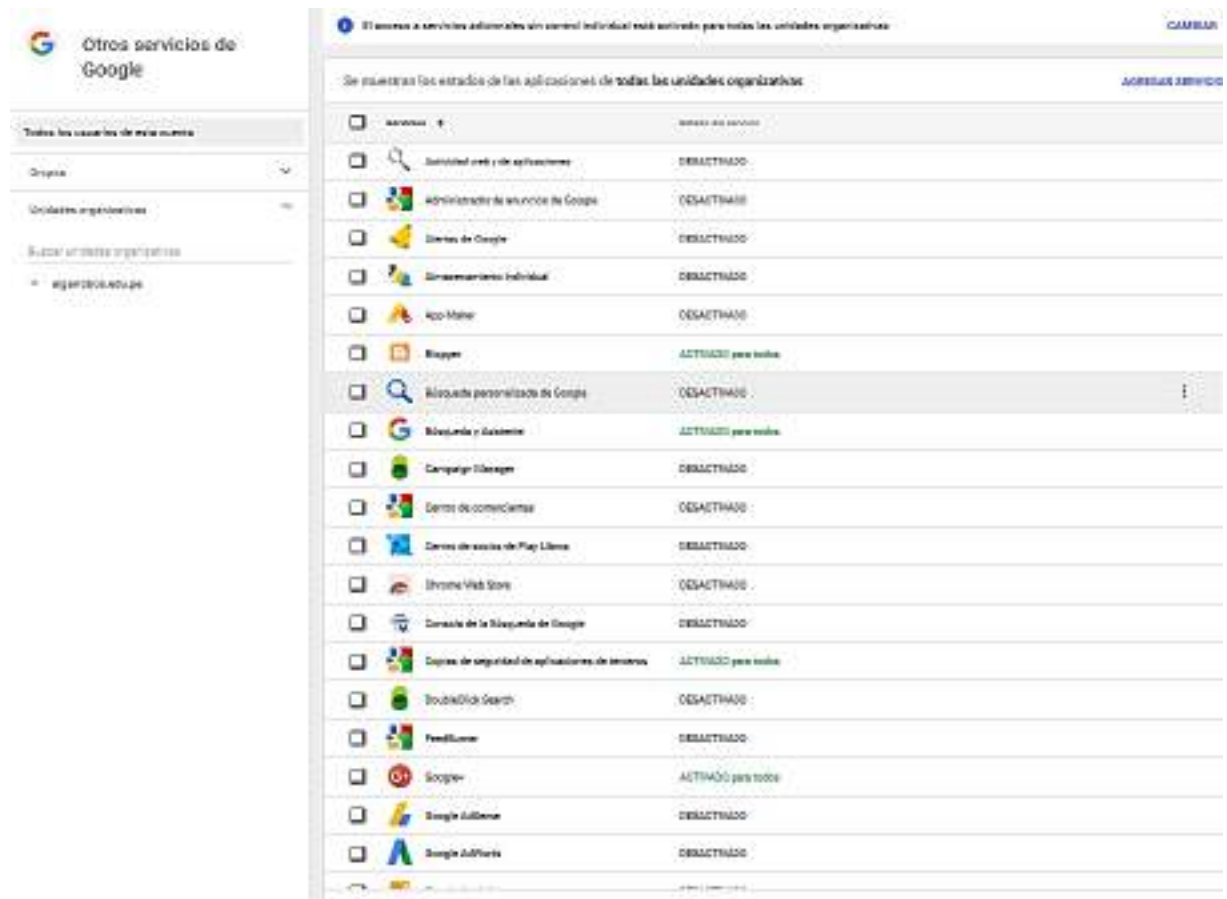 Otros servicios de
Google
Todos los usuarios de esta cuenta
Grupos
Unidades organizativas
Buscar unidades organizativas
El acceso a servicios adicionales sin control individual está activado para todas las unidades organizativas
CAMBIAR
Se muestran los estados de las aplicaciones de todas las unidades organizativas
AGREGAR SERVICIO
Servicios
Estado del servicio
Actividad web y de aplicaciones DESACTIVADO
Administrador de anuncios de Google DESACTIVADO
Alertas de Google DESACTIVADO
Almacenamiento individual DESACTIVADO
App Maker DESACTIVADO
Blogger ACTIVADO para todos
Búsqueda personalizada de Google DESACTIVADO
Búsqueda y Asistente ACTIVADO para todos
Campaign Manager DESACTIVADO
Centro de comerciantes DESACTIVADO
Centro de socios de Play Libros DESACTIVADO
Chrome Web Store DESACTIVADO
Consola de la Búsqueda de Google DESACTIVADO
Copias de seguridad de aplicaciones de terceros ACTIVADO para todos
DoubleClick Search DESACTIVADO
FeedBurner DESACTIVADO
Google+ ACTIVADO para todos
Google AdSense DESACTIVADO
Google AdWords DESACTIVADO